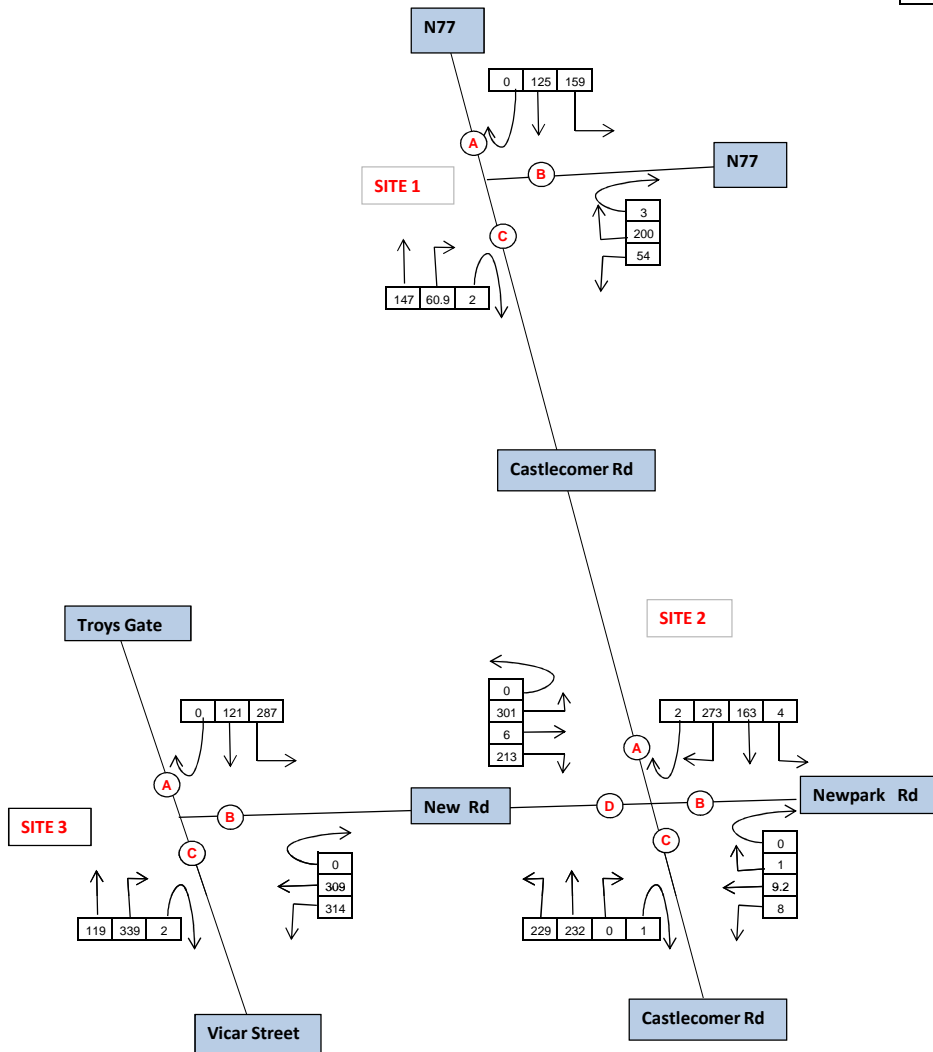 N77
0 125 159
A
SITE 1
B
N77
3
200
54
C
147 60.9 2
Castlecomer Rd
SITE 2
Troys Gate
0
301
6
213
0 121 287
2 273 163 4
A
A
SITE 3
B
New Rd
D
B
Newpark Rd
C
C
0
309
314
0
1
9.2
8
119 339 2
229 232 0 1
Vicar Street
Castlecomer Rd